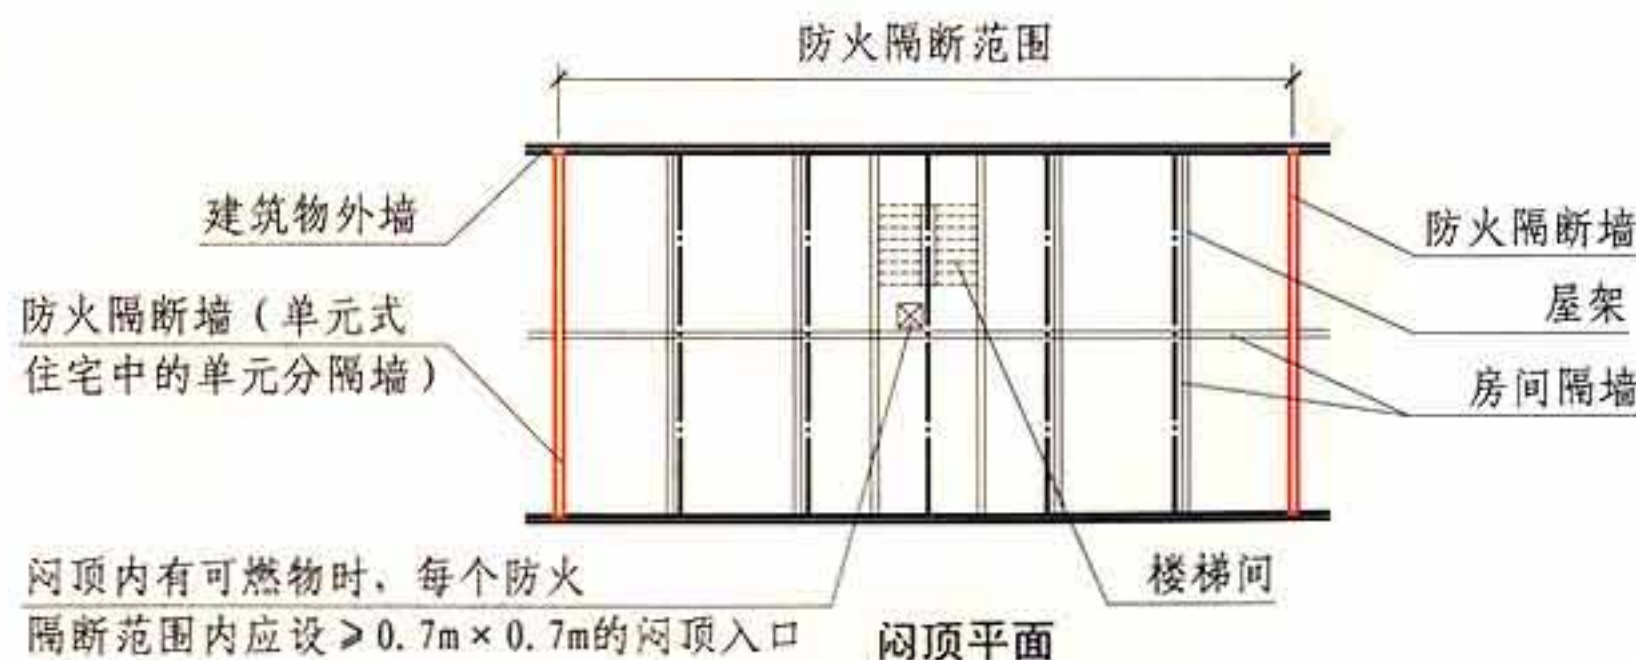 防火隔断范围
建筑物外墙
防火隔断墙
防火隔断墙（单元式
住宅中的单元分隔墙）
屋架
房间隔墙
闷顶内有可燃物时，每个防火
隔断范围内应设≥0.7m×0.7m的闷顶入口
楼梯间
闷顶平面